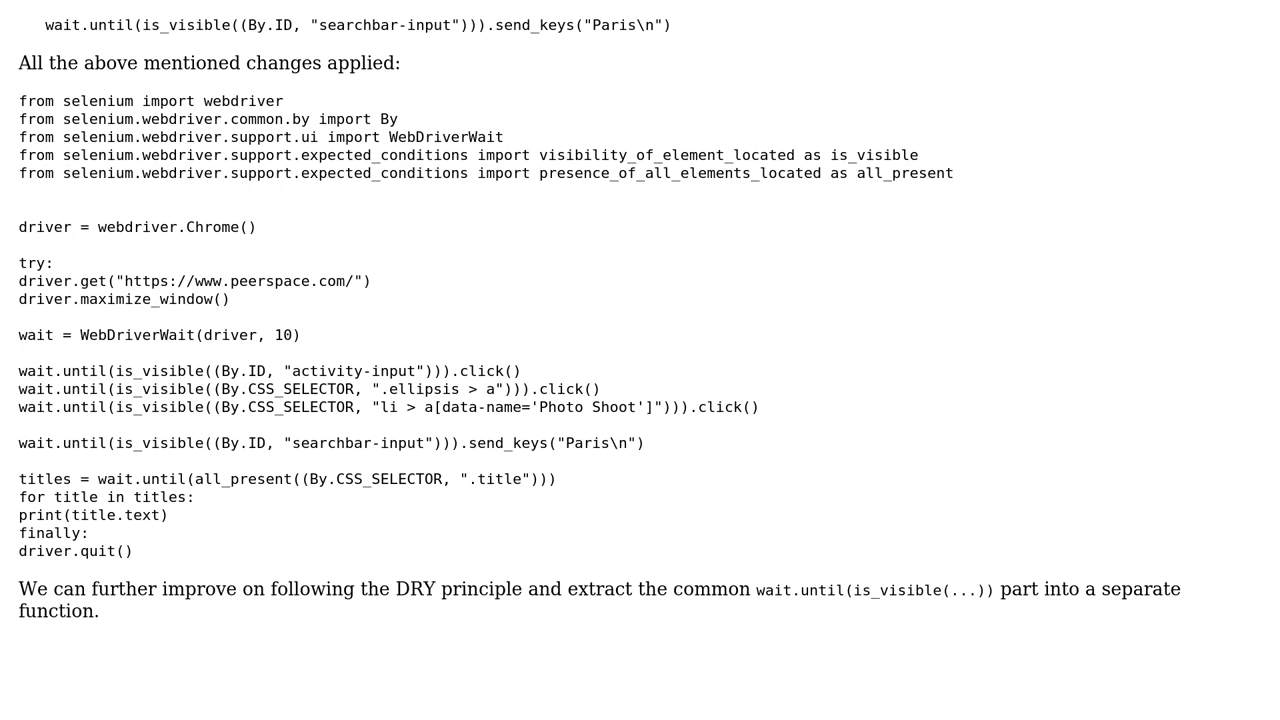 wait.until(is_visible((By.ID, "searchbar-input"))).send_keys("Paris\n")
All the above mentioned changes applied:
from selenium import webdriver
from selenium.webdriver.common.by import By
from selenium.webdriver.support.ui import WebDriverWait
from selenium.webdriver.support.expected_conditions import visibility_of_element_located as is_visible
from selenium.webdriver.support.expected_conditions import presence_of_all_elements_located as all_present
driver = webdriver.Chrome()
try:
driver.get("https://www.peerspace.com/")
driver.maximize_window()
wait = WebDriverWait(driver, 10)
wait.until(is_visible((By.ID, "activity-input"))).click()
wait.until(is_visible((By.CSS_SELECTOR, ".ellipsis > a"))).click()
wait.until(is_visible((By.CSS_SELECTOR, "li > a[data-name='Photo Shoot']"))).click()
wait.until(is_visible((By.ID, "searchbar-input"))).send_keys("Paris\n")
titles = wait.until(all_present((By.CSS_SELECTOR, ".title")))
for title in titles:
print(title.text)
finally:
driver.quit()
We can further improve on following the DRY principle and extract the common wait.until(is_visible(...)) part into a separate
function.